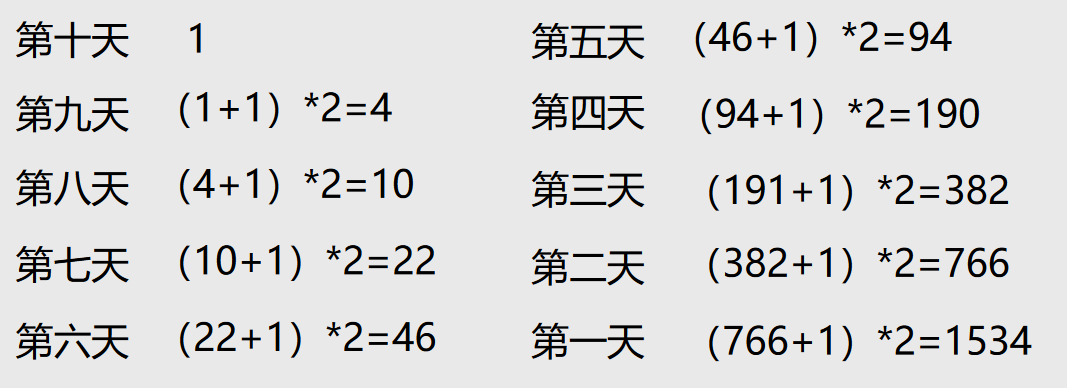 第十天 1
第九天 （1+1）*2=4
第八天 （4+1）*2=10
第七天 （10+1）*2=22
第六天 （22+1）*2=46
第五天 （46+1）*2=94
第四天 （94+1）*2=190
第三天 （191+1）*2=382
第二天 （382+1）*2=766
第一天 （766+1）*2=1534